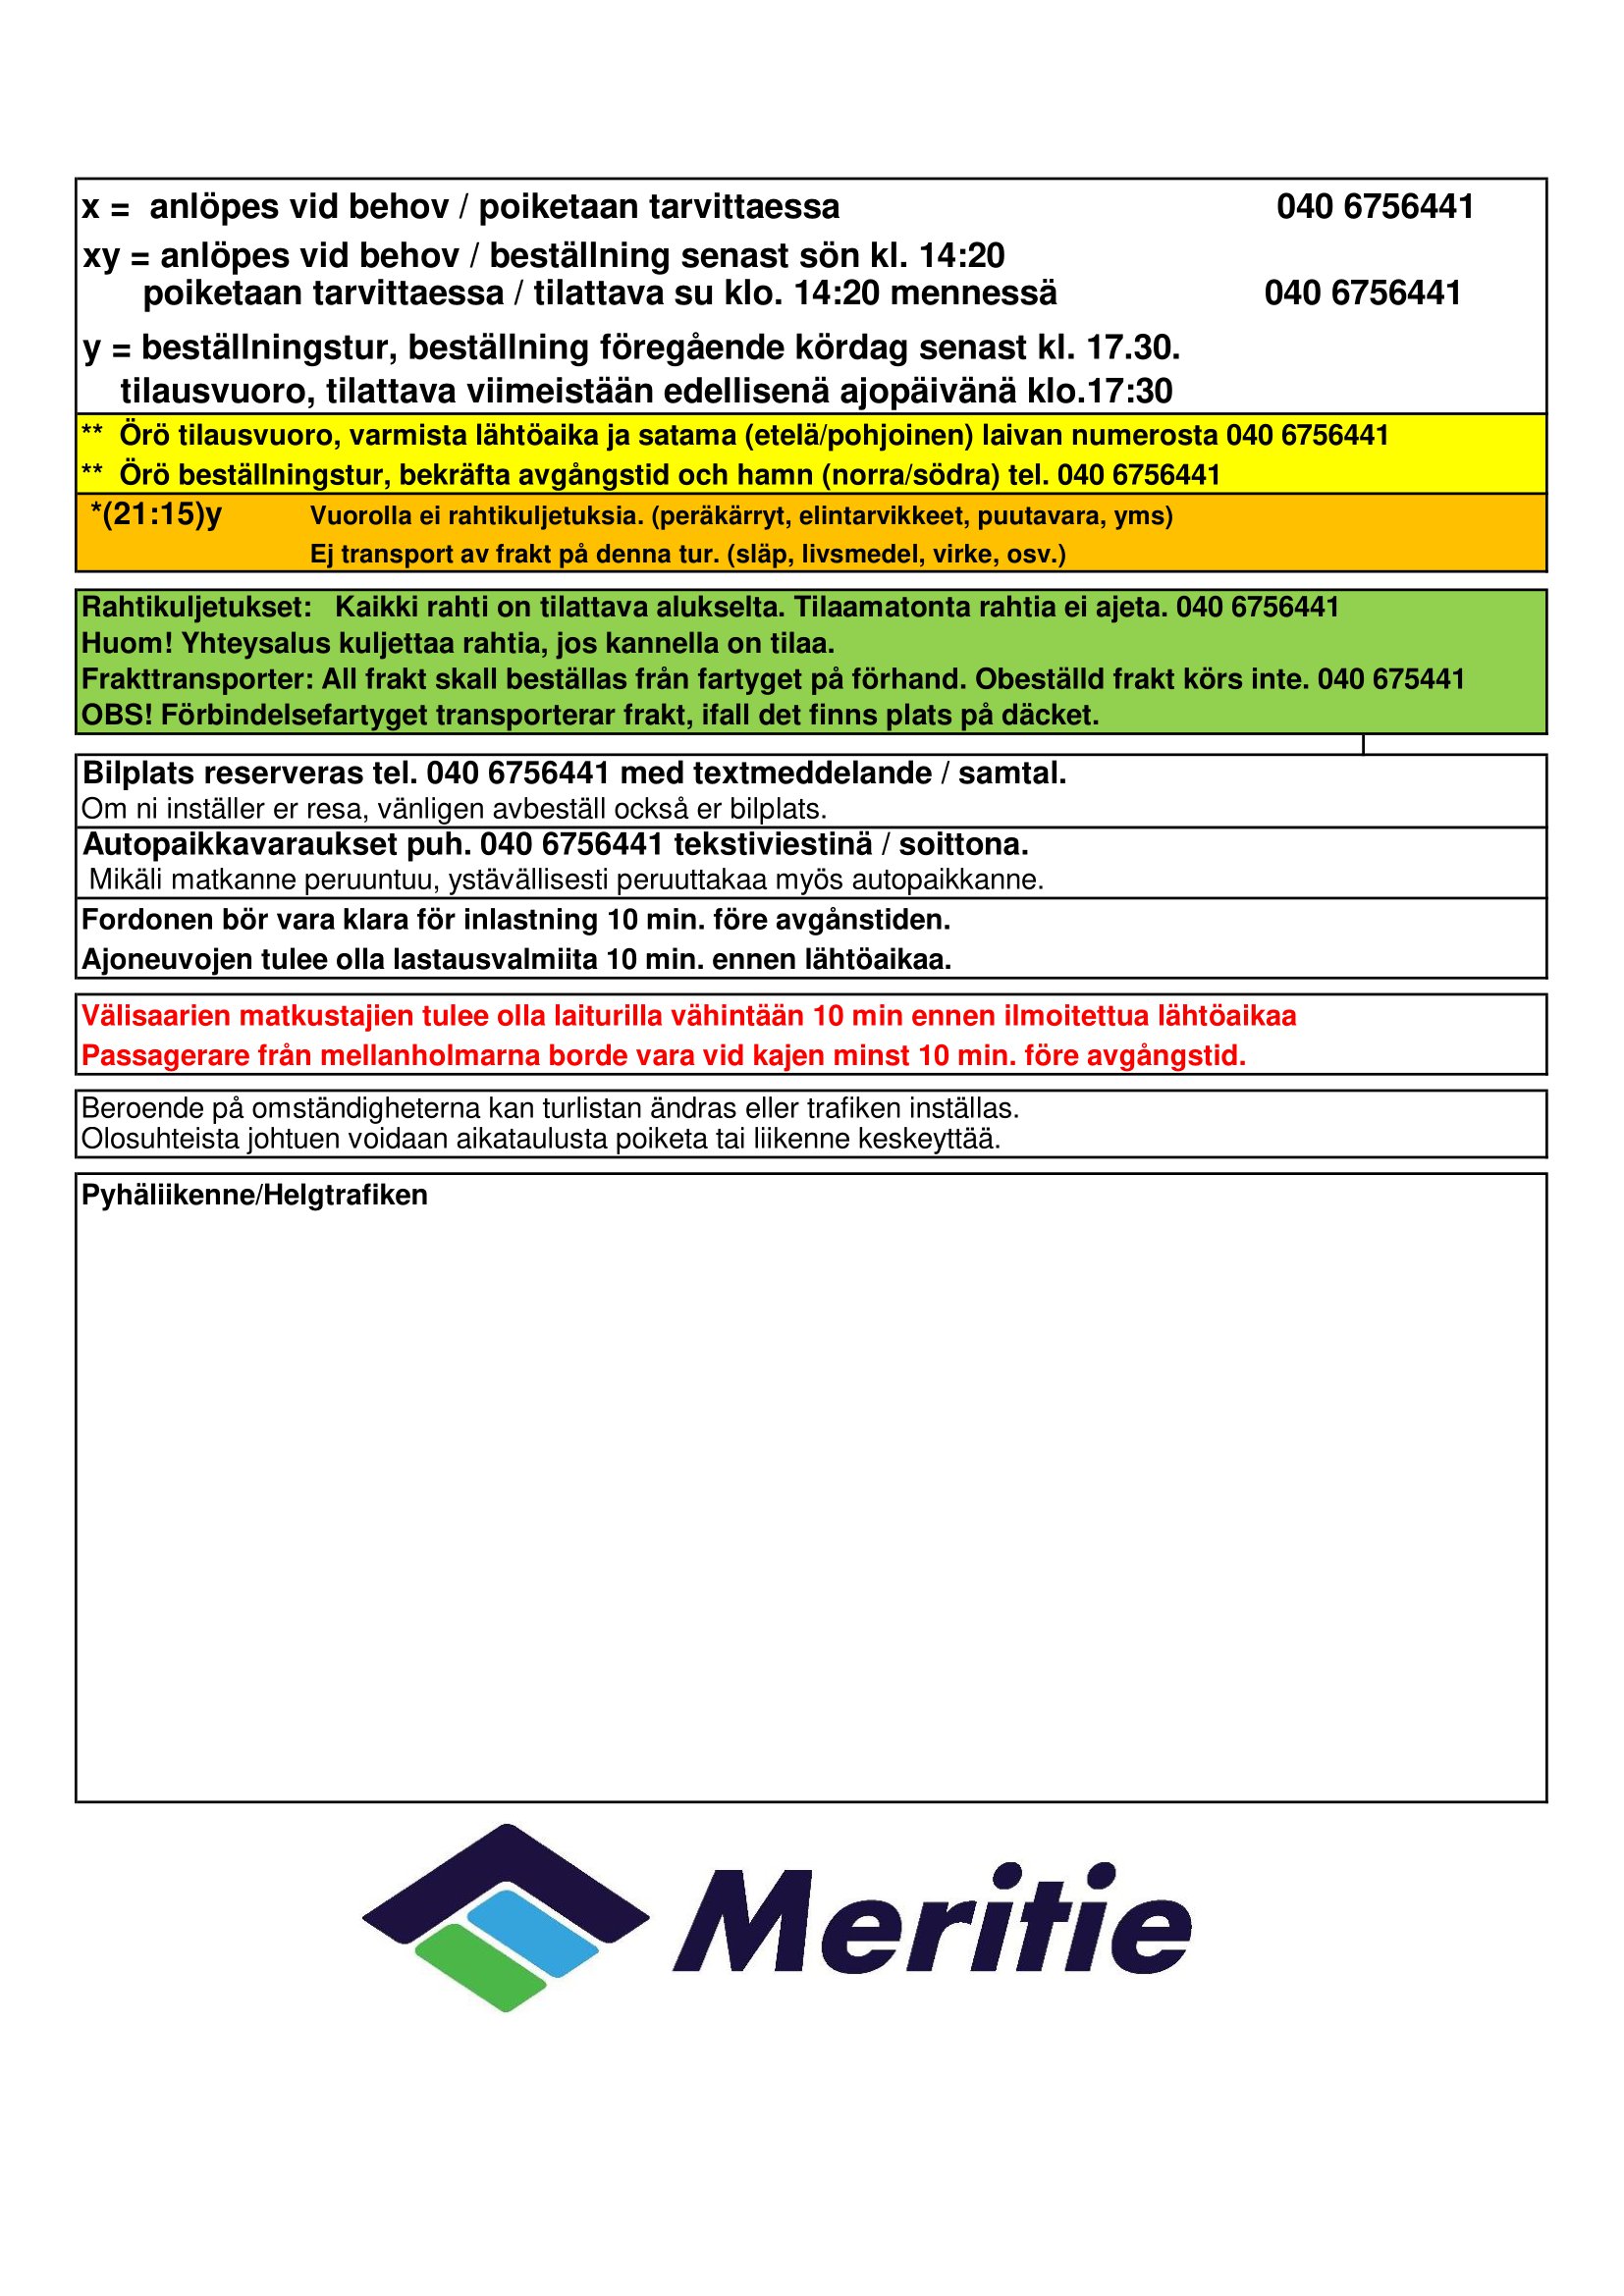 x = anlöpes vid behov / poiketaan tarvittaessa 040 6756441
xy = anlöpes vid behov / beställning senast sön kl. 14:20
poiketaan tarvittaessa / tilattava su klo. 14:20 mennessä 040 6756441
y = beställningstur, beställning föregående kördag senast kl. 17.30.
tilausvuoro, tilattava viimeistään edellisenä ajopäivänä klo.17:30
** Örö tilausvuoro, varmista lähtöaika ja satama (etelä/pohjoinen) laivan numerosta 040 6756441
** Örö beställningstur, bekräfta avgångstid och hamn (norra/södra) tel. 040 6756441
*(21:15)y Vuorolla ei rahtikuljetuksia. (peräkärryt, elintarvikkeet, puutavara, yms)
Ej transport av frakt på denna tur. (släp, livsmedel, virke, osv.)
Rahtikuljetukset: Kaikki rahti on tilattava alukselta. Tilaamatonta rahtia ei ajeta. 040 6756441
Huom! Yhteysalus kuljettaa rahtia, jos kannella on tilaa.
Frakttransporter: All frakt skall beställas från fartyget på förhand. Obeställd frakt körs inte. 040 675441
OBS! Förbindelsefartyget transporterar frakt, ifall det finns plats på däcket.
Bilplats reserveras tel. 040 6756441 med textmeddelande / samtal.
Om ni inställer er resa, vänligen avbeställ också er bilplats.
Autopaikkavaraukset puh. 040 6756441 tekstiviestinä / soittona.
Mikäli matkanne peruuntuu, ystävällisesti peruuttakaa myös autopaikkanne.
Fordonen bör vara klara för inlastning 10 min. före avgånstiden.
Ajoneuvojen tulee olla lastausvalmiita 10 min. ennen lähtöaikaa.
Välisaarien matkustajien tulee olla laiturilla vähintään 10 min ennen ilmoitettua lähtöaikaa
Passagerare från mellanholmarna borde vara vid kajen minst 10 min. före avgångstid.
Beroende på omständigheterna kan turlistan ändras eller trafiken inställas.
Olosuhteista johtuen voidaan aikataulusta poiketa tai liikenne keskeyttää.
Pyhäliikenne/Helgtrafiken
Meritie